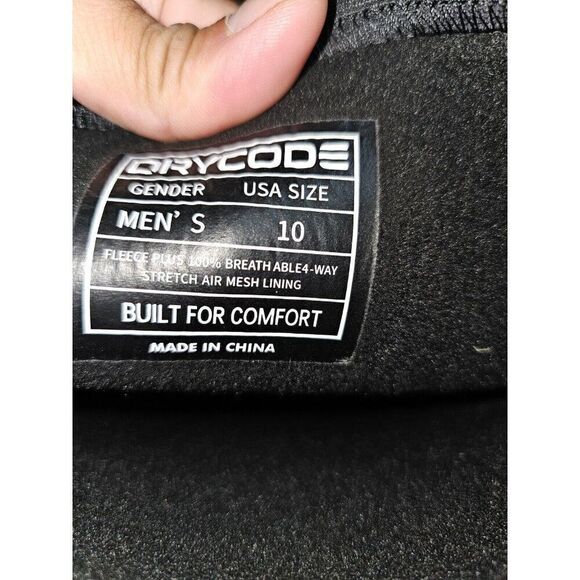 DRYCODE
GENDER USA SIZE
MEN'S 10
FLEECE PLUS 100% BREATH ABLE4-WAY
STRETCH AIR MESH LINING
BUILT FOR COMFORT
MADE IN CHINA